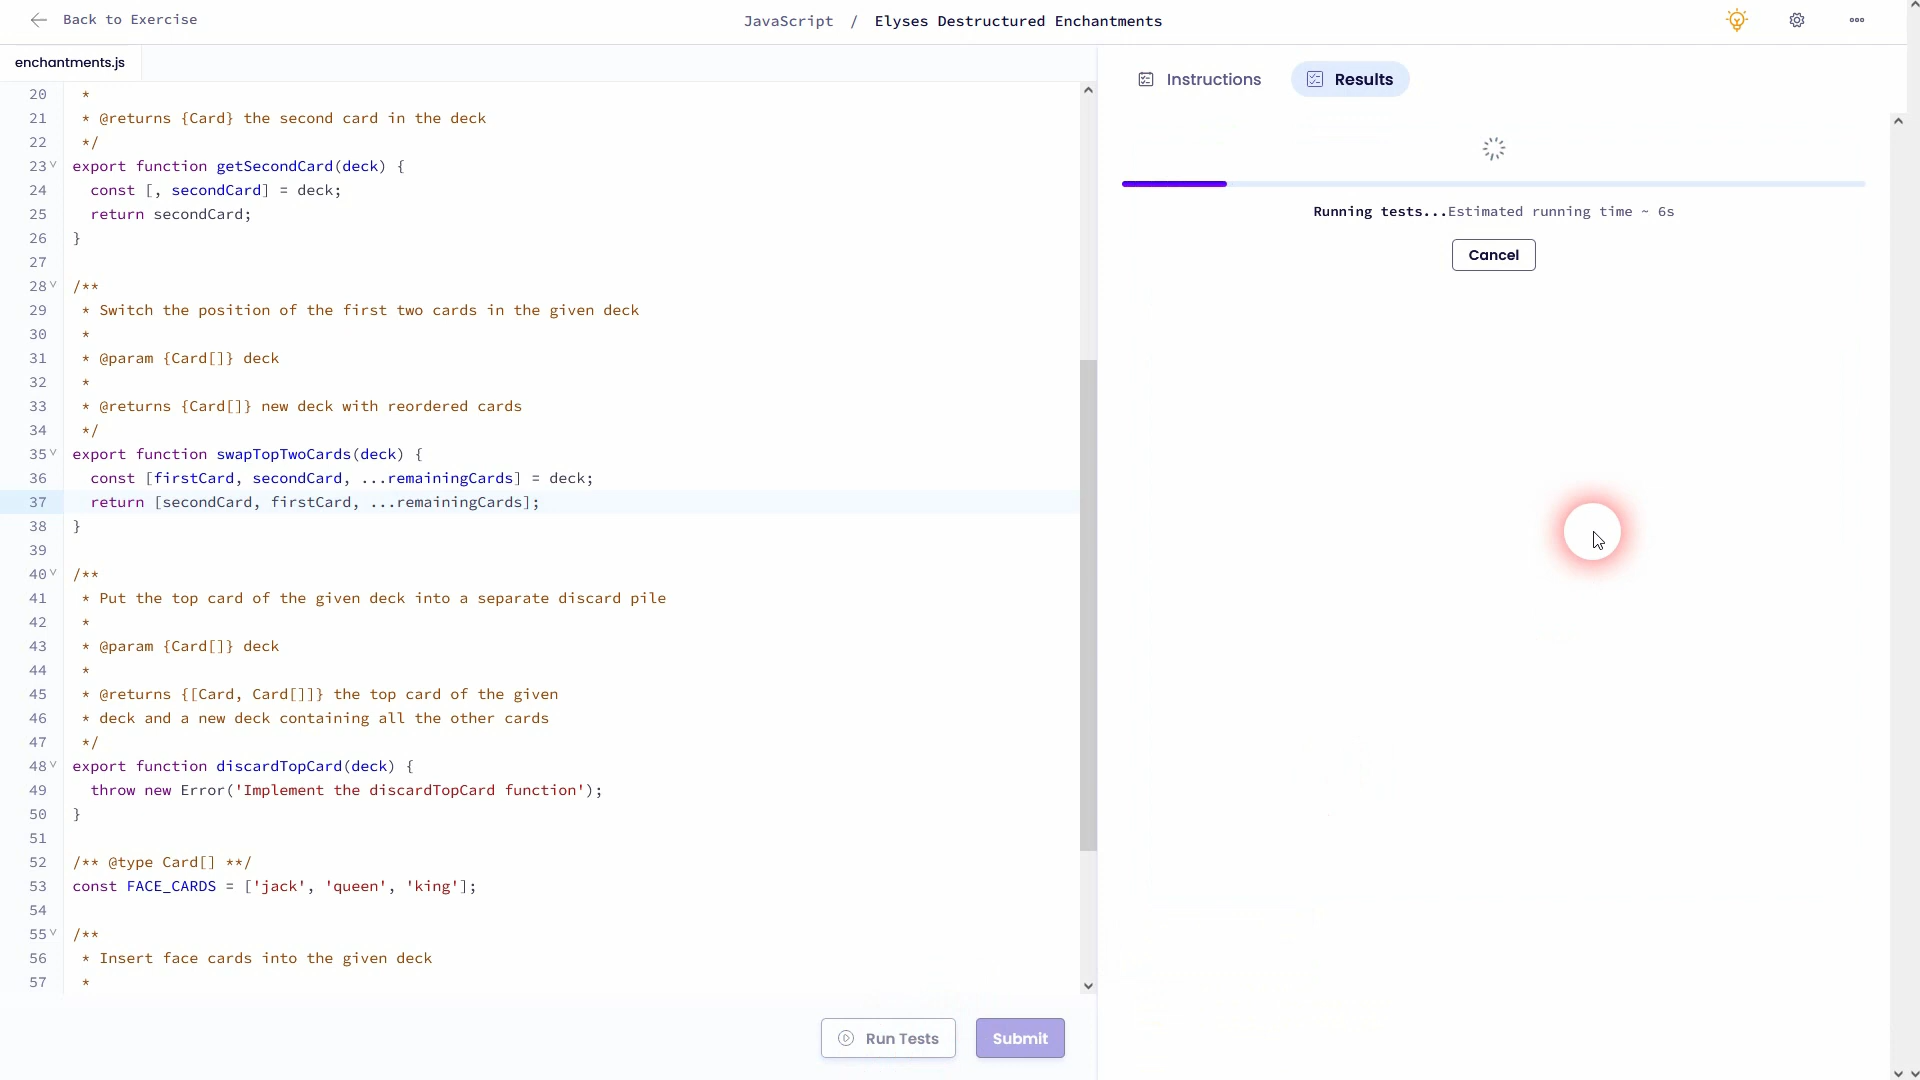 Back to Exercise
JavaScript / Elyses Destructured Enchantments
enchantments.js
Instructions
Results
20 *
21 * @returns {Card} the second card in the deck
22 */
23 export function getSecondCard(deck) {
24 const [, secondCard] = deck;
25 return secondCard;
26 }
27
28 /**
29 * Switch the position of the first two cards in the given deck
30 *
31 * @param {Card[]} deck
32 *
33 * @returns {Card[]} new deck with reordered cards
34 */
35 export function swapTopTwoCards(deck) {
36 const [firstCard, secondCard, ...remainingCards] = deck;
37 return [secondCard, firstCard, ...remainingCards];
38 }
39
40 /**
41 * Put the top card of the given deck into a separate discard pile
42 *
43 * @param {Card[]} deck
44 *
45 * @returns {[Card, Card[]]} the top card of the given
46 * deck and a new deck containing all the other cards
47 */
48 export function discardTopCard(deck) {
49 throw new Error('Implement the discardTopCard function');
50 }
51
52 /** @type Card[] **/
53 const FACE_CARDS = ['jack', 'queen', 'king'];
54
55 /**
56 * Insert face cards into the given deck
57 *
Running tests...Estimated running time ~ 6s
Cancel
Run Tests
Submit